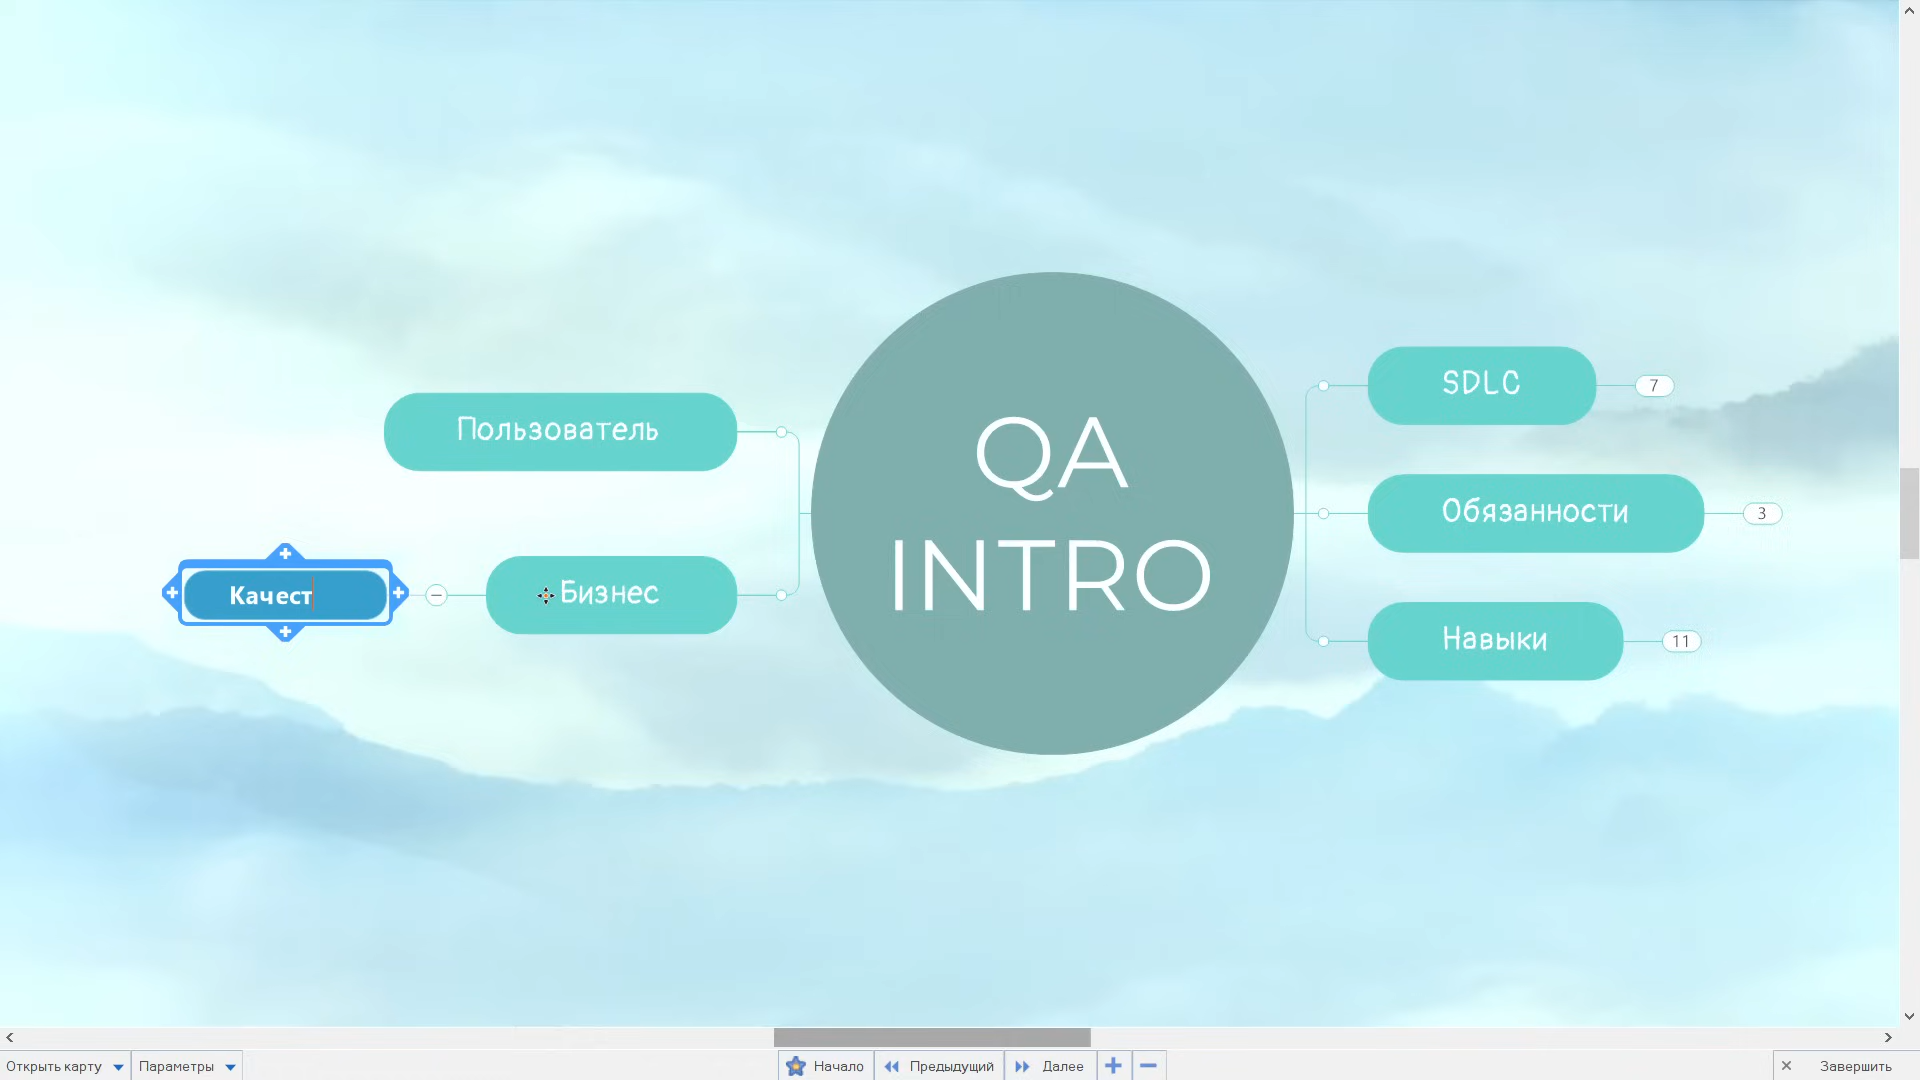 QA
INTRO
Пользователь
Бизнес
Качест
SDLC
7
Обязанности
3
Навыки
11
Открыть карту
Параметры
Начало
Предыдущий
Далее
Завершить